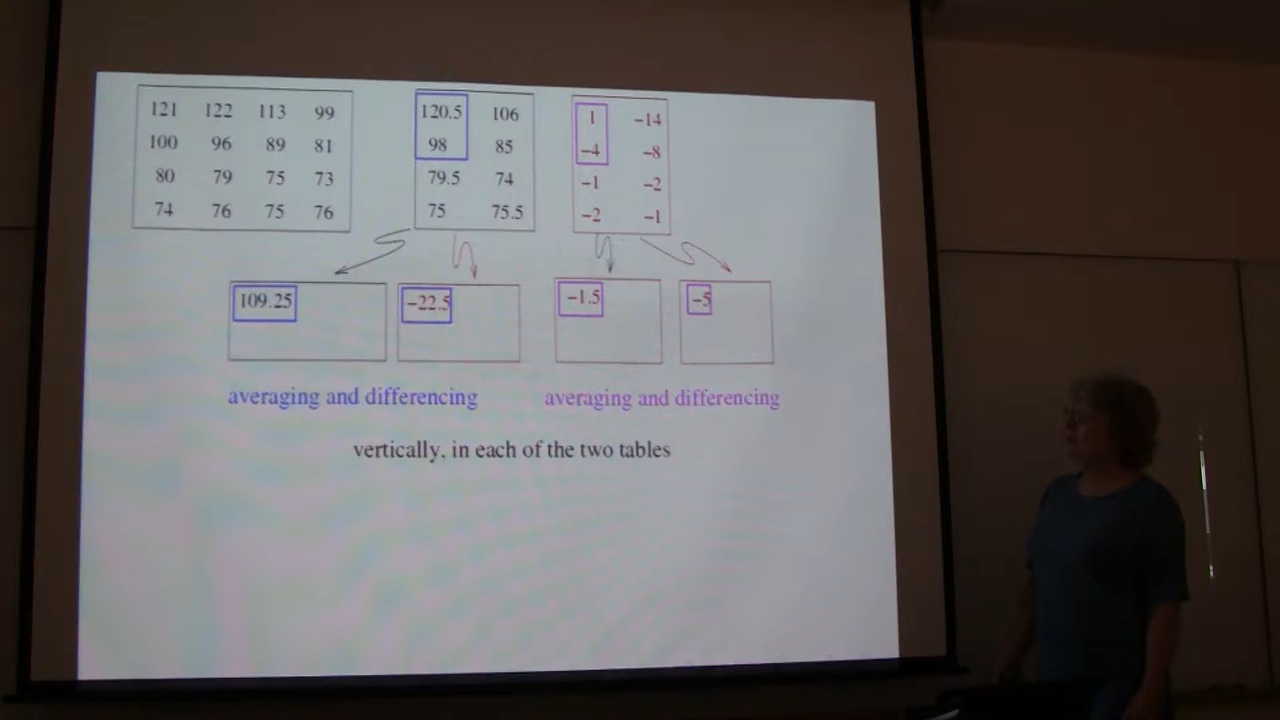 121 122 113 99
100 96 89 81
80 79 75 73
74 76 75 76
120.5 106
98 85
79.5 74
75 75.5
1 −14
−4 −8
−1 −2
−2 −1
109.25
−22.5
−1.5
−5
averaging and differencing
averaging and differencing
vertically, in each of the two tables